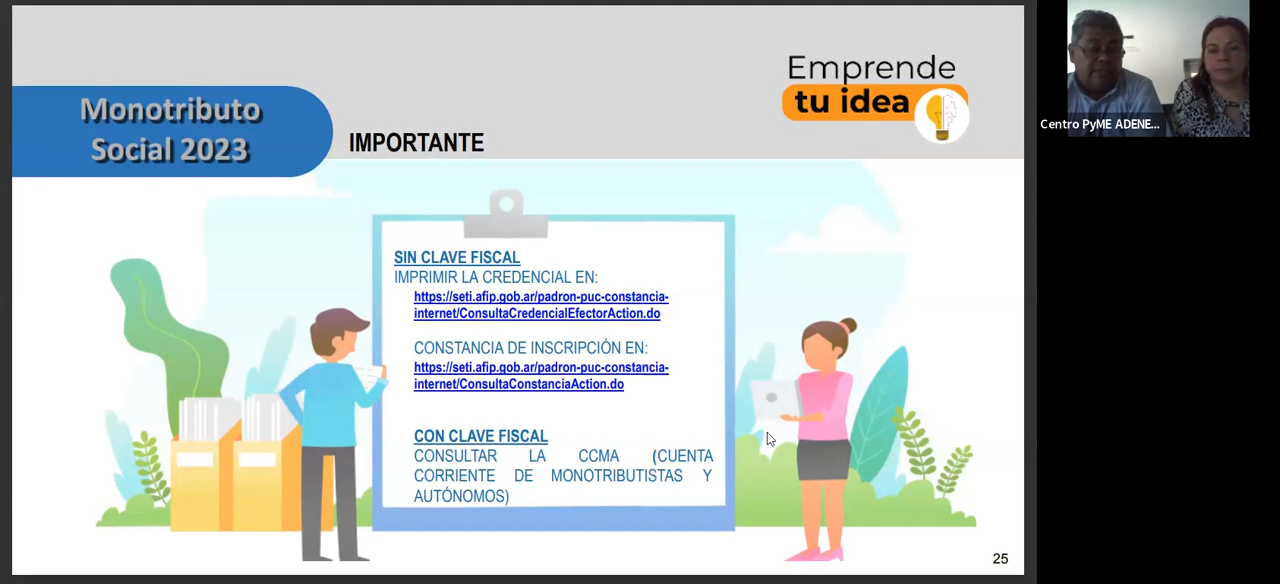 Emprende
tu idea
Monotributo
Social 2023
IMPORTANTE
SIN CLAVE FISCAL
IMPRIMIR LA CREDENCIAL EN:
https://seti.afip.gob.ar/padron-puc-constancia-
internet/ConsultaCredencialEfectorAction.do
CONSTANCIA DE INSCRIPCIÓN EN:
https://seti.afip.gob.ar/padron-puc-constancia-
internet/ConsultaConstanciaAction.do
CON CLAVE FISCAL
CONSULTAR LA CCMA (CUENTA
CORRIENTE DE MONOTRIBUTISTAS Y
AUTÓNOMOS)
25
Centro PyME ADENE...